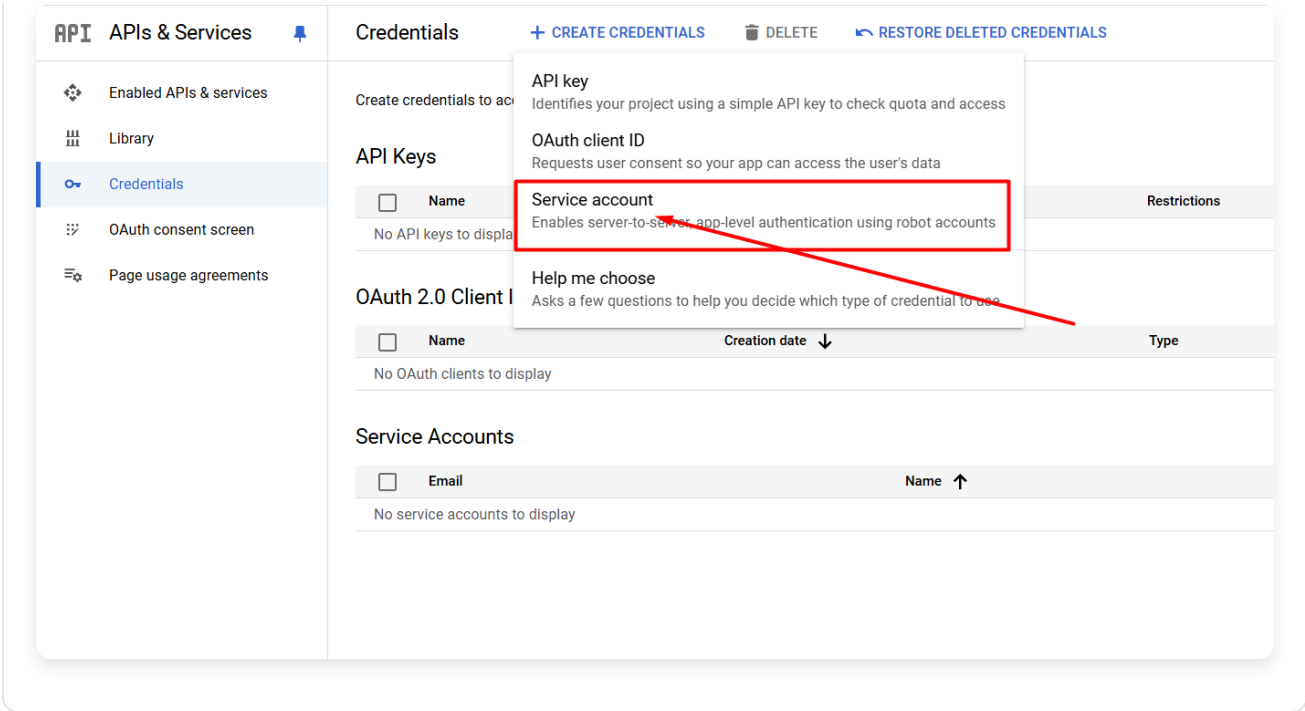 API APIs & Services
Enabled APIs & services
Library
Credentials
OAuth consent screen
Page usage agreements
Credentials
CREATE CREDENTIALS
DELETE
RESTORE DELETED CREDENTIALS
API key
Identifies your project using a simple API key to check quota and access
OAuth client ID
Requests user consent so your app can access the user's data
Service account
Enables server-to-server, app-level authentication using robot accounts
Help me choose
Asks a few questions to help you decide which type of credential to use
Create credentials to acc
API Keys
Name Restrictions
No API keys to displa
OAuth 2.0 Client I
Name Creation date Type
No OAuth clients to display
Service Accounts
Email Name
No service accounts to display